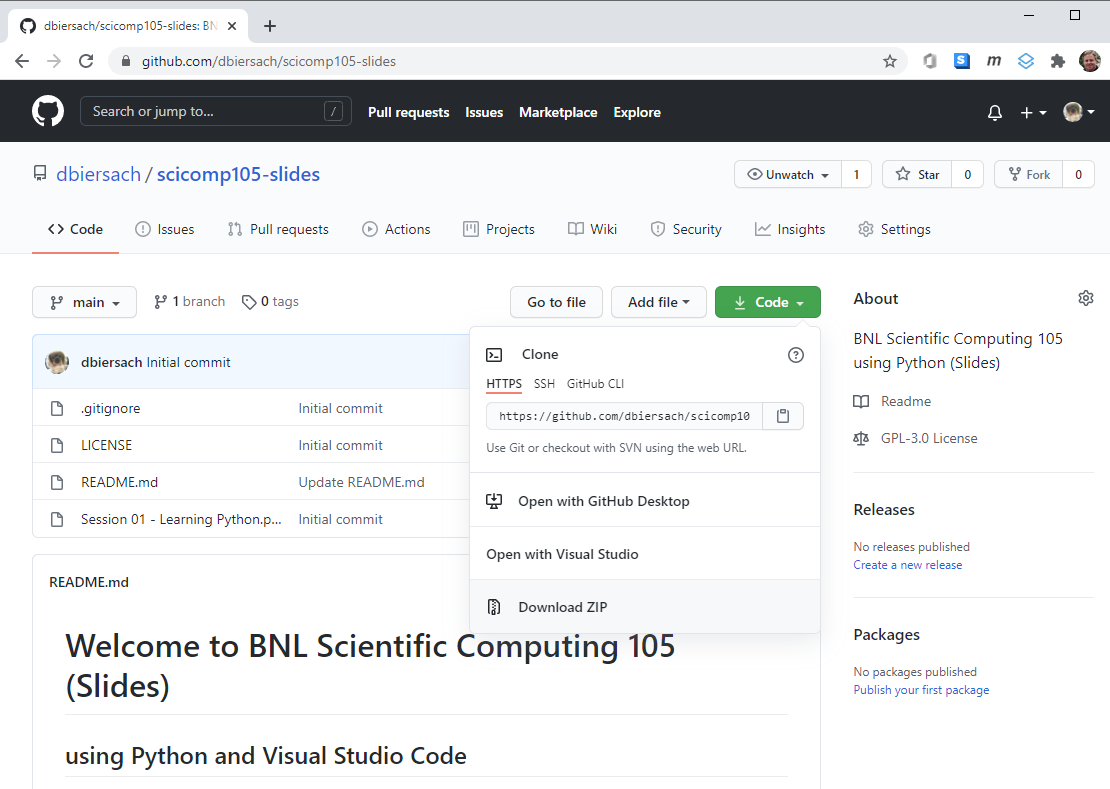 dbiersach/scicomp105-slides: BN
github.com/dbiersach/scicomp105-slides
S
m
Search or jump to...
/
Pull requests
Issues
Marketplace
Explore
dbiersach / scicomp105-slides
Unwatch
1
Star
0
Fork
0
Code
Issues
Pull requests
Actions
Projects
Wiki
Security
Insights
Settings
main
1 branch
0 tags
Go to file
Add file
Code
dbiersach Initial commit
.gitignore
Initial commit
LICENSE
Initial commit
README.md
Update README.md
Session 01 - Learning Python.p...
Initial commit
Clone
HTTPS
SSH
GitHub CLI
https://github.com/dbiersach/scicomp10
Use Git or checkout with SVN using the web URL.
Open with GitHub Desktop
Open with Visual Studio
Download ZIP
README.md
Welcome to BNL Scientific Computing 105
(Slides)
using Python and Visual Studio Code
About
BNL Scientific Computing 105
using Python (Slides)
Readme
GPL-3.0 License
Releases
No releases published
Create a new release
Packages
No packages published
Publish your first package